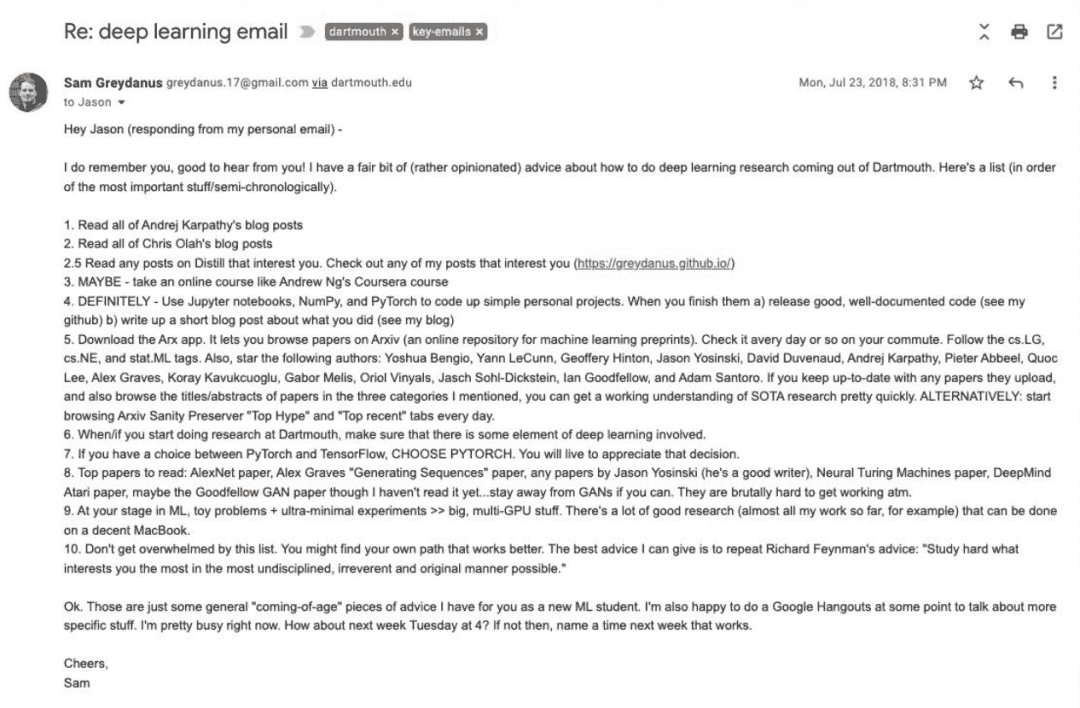 Re: deep learning email dartmouth × key-emails ×
Sam Greydanus greydanus.17@gmail.com via dartmouth.edu Mon, Jul 23, 2018, 8:31 PM
to Jason
Hey Jason (responding from my personal email) -
I do remember you, good to hear from you! I have a fair bit of (rather opinionated) advice about how to do deep learning research coming out of Dartmouth. Here's a list (in order
of the most important stuff/semi-chronologically).
1. Read all of Andrej Karpathy's blog posts
2. Read all of Chris Olah's blog posts
2.5 Read any posts on Distill that interest you. Check out any of my posts that interest you (https://greydanus.github.io/)
3. MAYBE - take an online course like Andrew Ng's Coursera course
4. DEFINITELY - Use Jupyter notebooks, NumPy, and PyTorch to code up simple personal projects. When you finish them a) release good, well-documented code (see my
github) b) write up a short blog post about what you did (see my blog)
5. Download the Arx app. It lets you browse papers on Arxiv (an online repository for machine learning preprints). Check it avery day or so on your commute. Follow the cs.LG,
cs.NE, and stat.ML tags. Also, star the following authors: Yoshua Bengio, Yann LeCunn, Geoffery Hinton, Jason Yosinski, David Duvenaud, Andrej Karpathy, Pieter Abbeel, Quoc
Lee, Alex Graves, Koray Kavukcuoglu, Gabor Melis, Oriol Vinyals, Jasch Sohl-Dickstein, Ian Goodfellow, and Adam Santoro. If you keep up-to-date with any papers they upload,
and also browse the titles/abstracts of papers in the three categories I mentioned, you can get a working understanding of SOTA research pretty quickly. ALTERNATIVELY: start
browsing Arxiv Sanity Preserver "Top Hype" and "Top recent" tabs every day.
6. When/if you start doing research at Dartmouth, make sure that there is some element of deep learning involved.
7. If you have a choice between PyTorch and TensorFlow, CHOOSE PYTORCH. You will live to appreciate that decision.
8. Top papers to read: AlexNet paper, Alex Graves "Generating Sequences" paper, any papers by Jason Yosinski (he's a good writer), Neural Turing Machines paper, DeepMind
Atari paper, maybe the Goodfellow GAN paper though I haven't read it yet...stay away from GANs if you can. They are brutally hard to get working atm.
9. At your stage in ML, toy problems + ultra-minimal experiments >> big, multi-GPU stuff. There's a lot of good research (almost all my work so far, for example) that can be done
on a decent MacBook.
10. Don't get overwhelmed by this list. You might find your own path that works better. The best advice I can give is to repeat Richard Feynman's advice: "Study hard what
interests you the most in the most undisciplined, irreverent and original manner possible."
Ok. Those are just some general "coming-of-age" pieces of advice I have for you as a new ML student. I'm also happy to do a Google Hangouts at some point to talk about more
specific stuff. I'm pretty busy right now. How about next week Tuesday at 4? If not then, name a time next week that works.
Cheers,
Sam